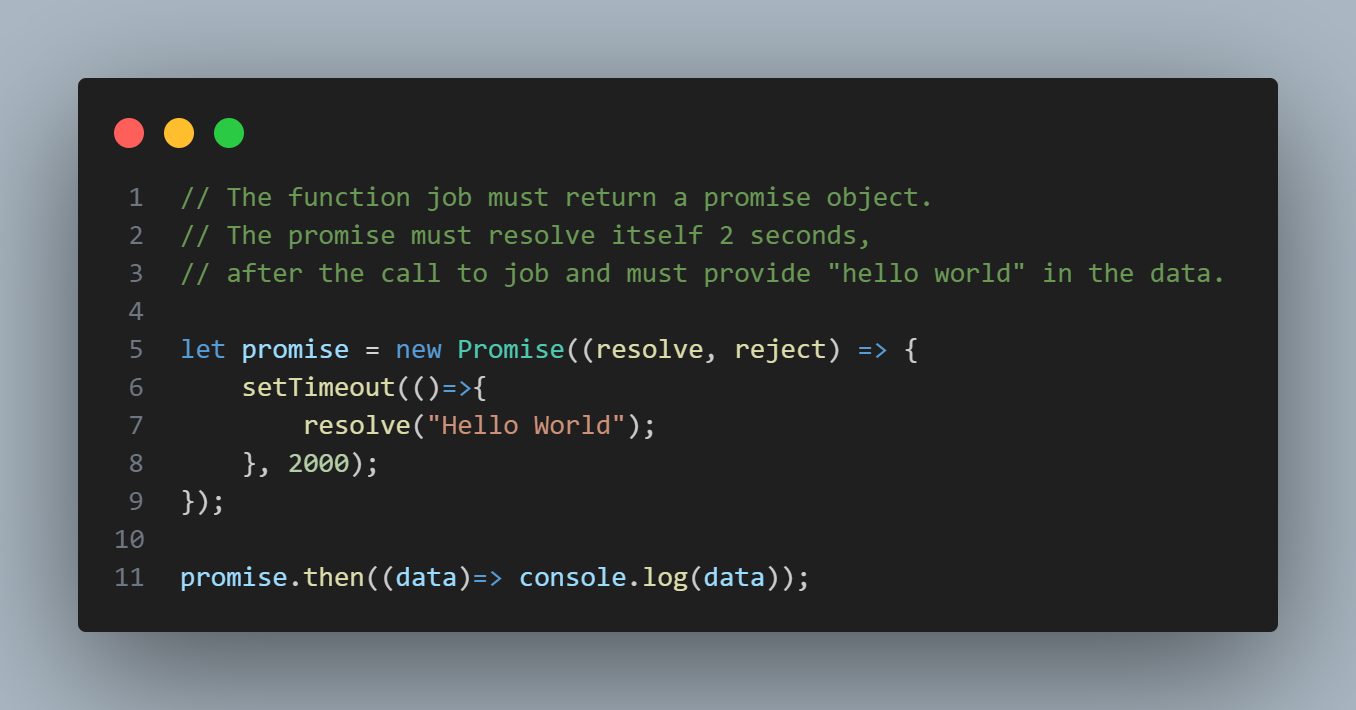 1 // The function job must return a promise object.
2 // The promise must resolve itself 2 seconds,
3 // after the call to job and must provide "hello world" in the data.
4
5 let promise = new Promise((resolve, reject) => {
6     setTimeout(()=>{
7         resolve("Hello World");
8     }, 2000);
9 });
10
11 promise.then((data)=> console.log(data));